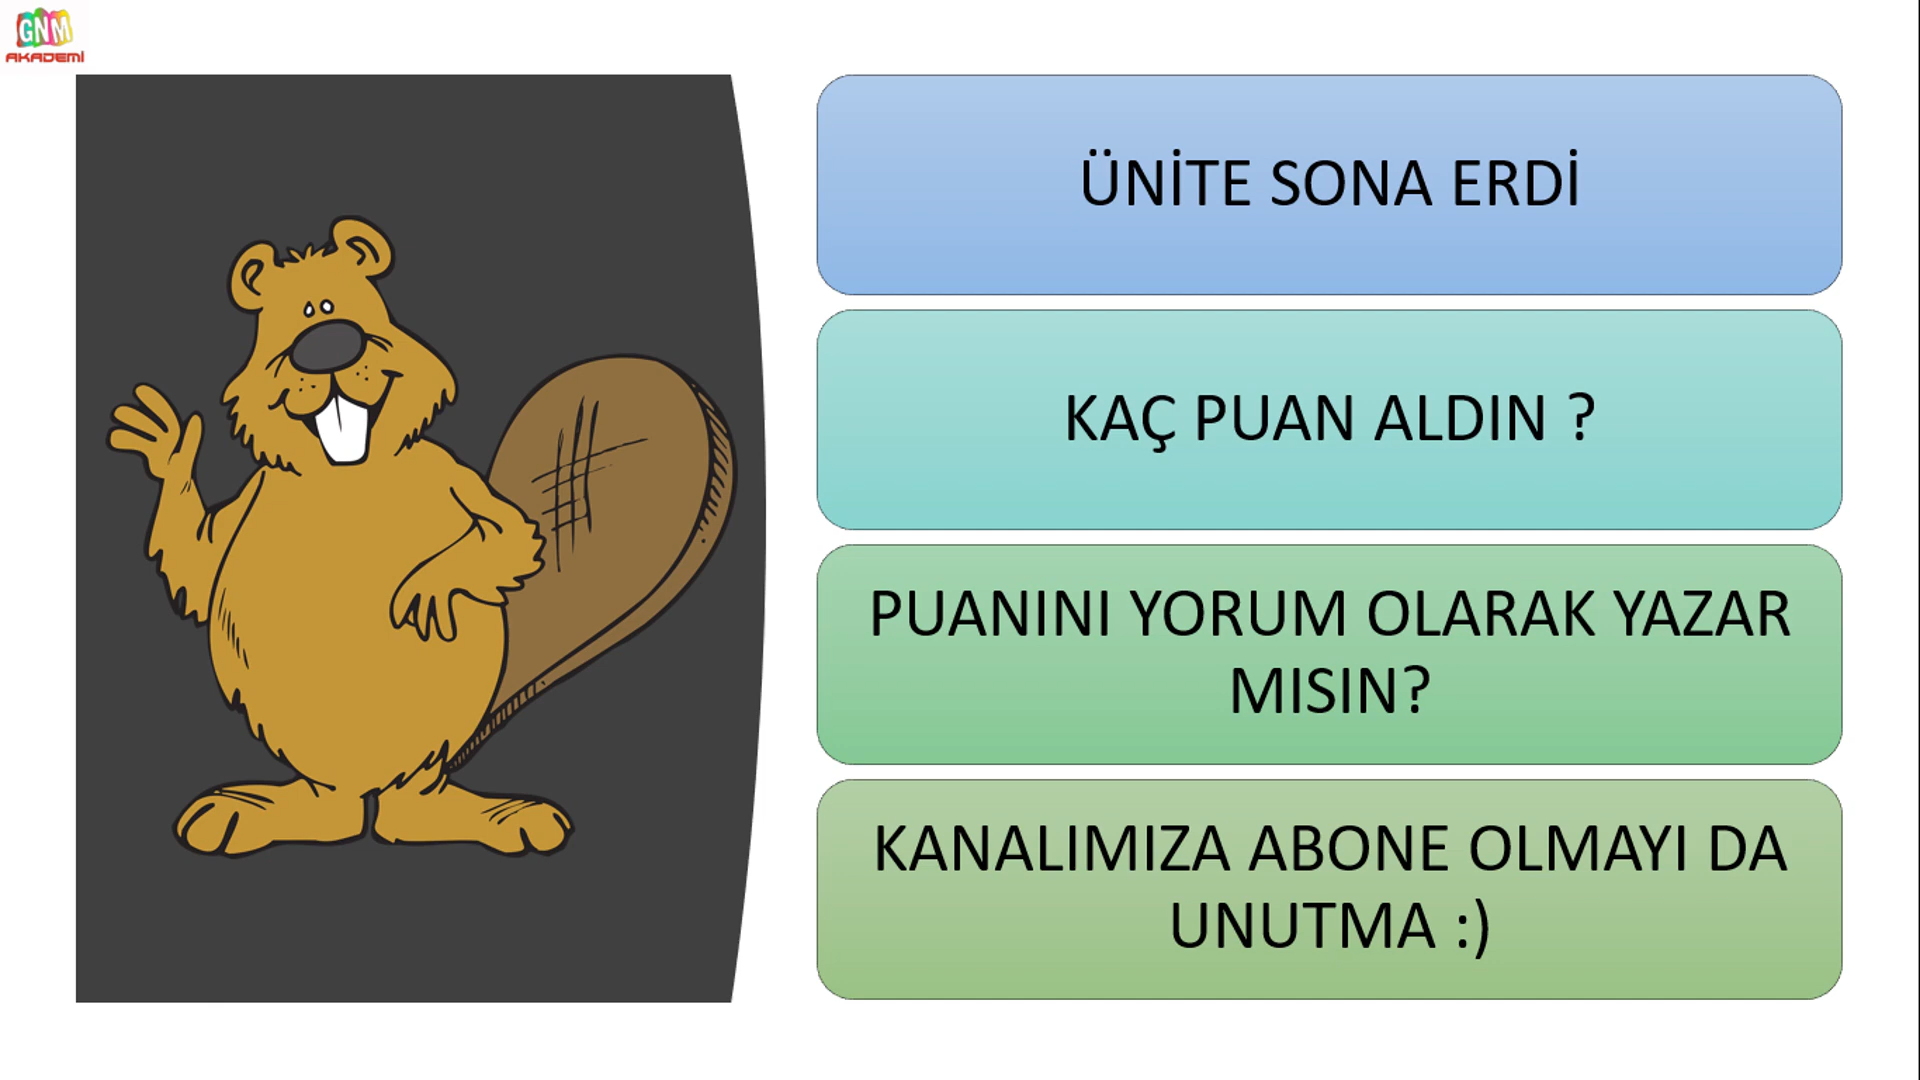 GNM
AKADEMİ
ÜNİTE SONA ERDİ
KAÇ PUAN ALDIN ?
PUANINI YORUM OLARAK YAZAR
MISIN?
KANALIMIZA ABONE OLMAYI DA
UNUTMA :)